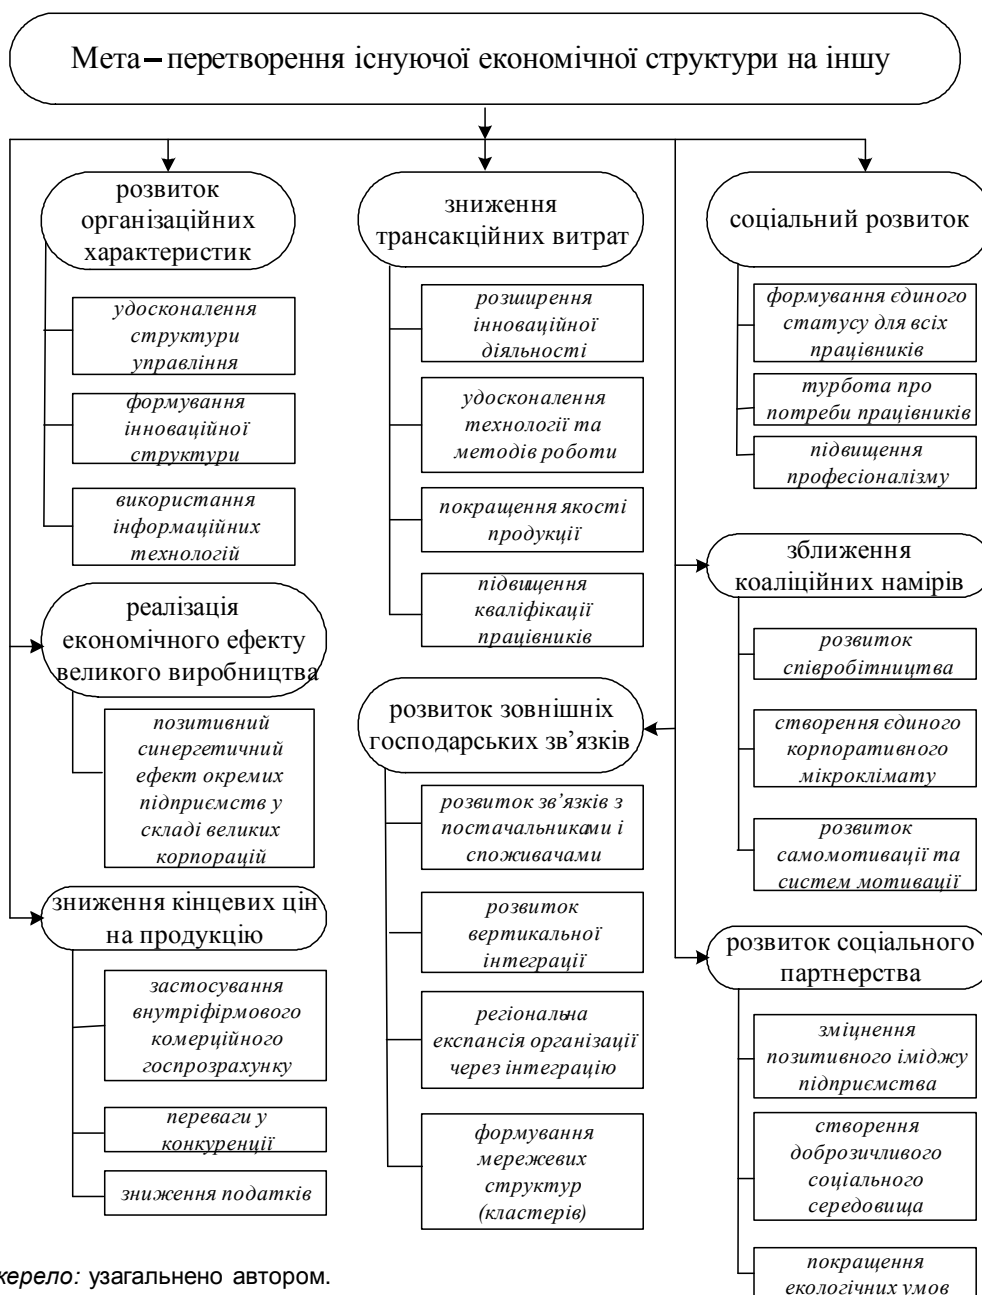 Мета – перетворення існуючої економічної структури на іншу
розвиток
організаційних
характеристик
удосконалення
структури
управління
формування
інноваційної
структури
використання
інформаційних
технологій
реалізація
економічного ефекту
великого виробництва
позитивний
синергетичний
ефект окремих
підприємств у
складі великих
корпорацій
зниження кінцевих цін
на продукцію
застосування
внутріфірмового
комерційного
госпрозрахунку
переваги у
конкуренції
зниження податків
зниження
трансакційних витрат
розширення
інноваційної
діяльності
удосконалення
технології та
методів роботи
покращення якості
продукції
підвищення
кваліфікації
працівників
розвиток зовнішніх
господарських зв’язків
розвиток зв’язків з
постачальниками і
споживачами
розвиток
вертикальної
інтеграції
регіональна
експансія організації
через інтеграцію
формування
мережевих
структур
(кластерів)
соціальний розвиток
формування єдиного
статусу для всіх
працівників
турбота про
потреби працівників
підвищення
професіоналізму
зближення
коаліційних намірів
розвиток
співробітництва
створення єдиного
корпоративного
мікроклімату
розвиток
самомотивації та
систем мотивації
розвиток соціального
партнерства
зміцнення
позитивного іміджу
підприємства
створення
доброзичливого
соціального
середовища
покращення
екологічних умов
жерело: узагальнено автором.